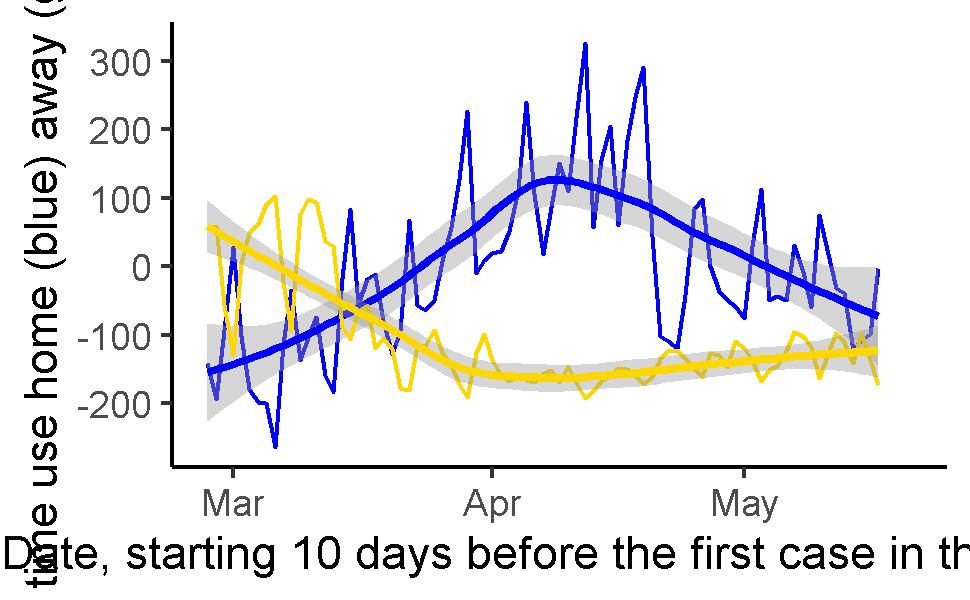 time use home (blue) away (
300
200
100
0
-100
-200
Mar Apr May
Date, starting 10 days before the first case in th